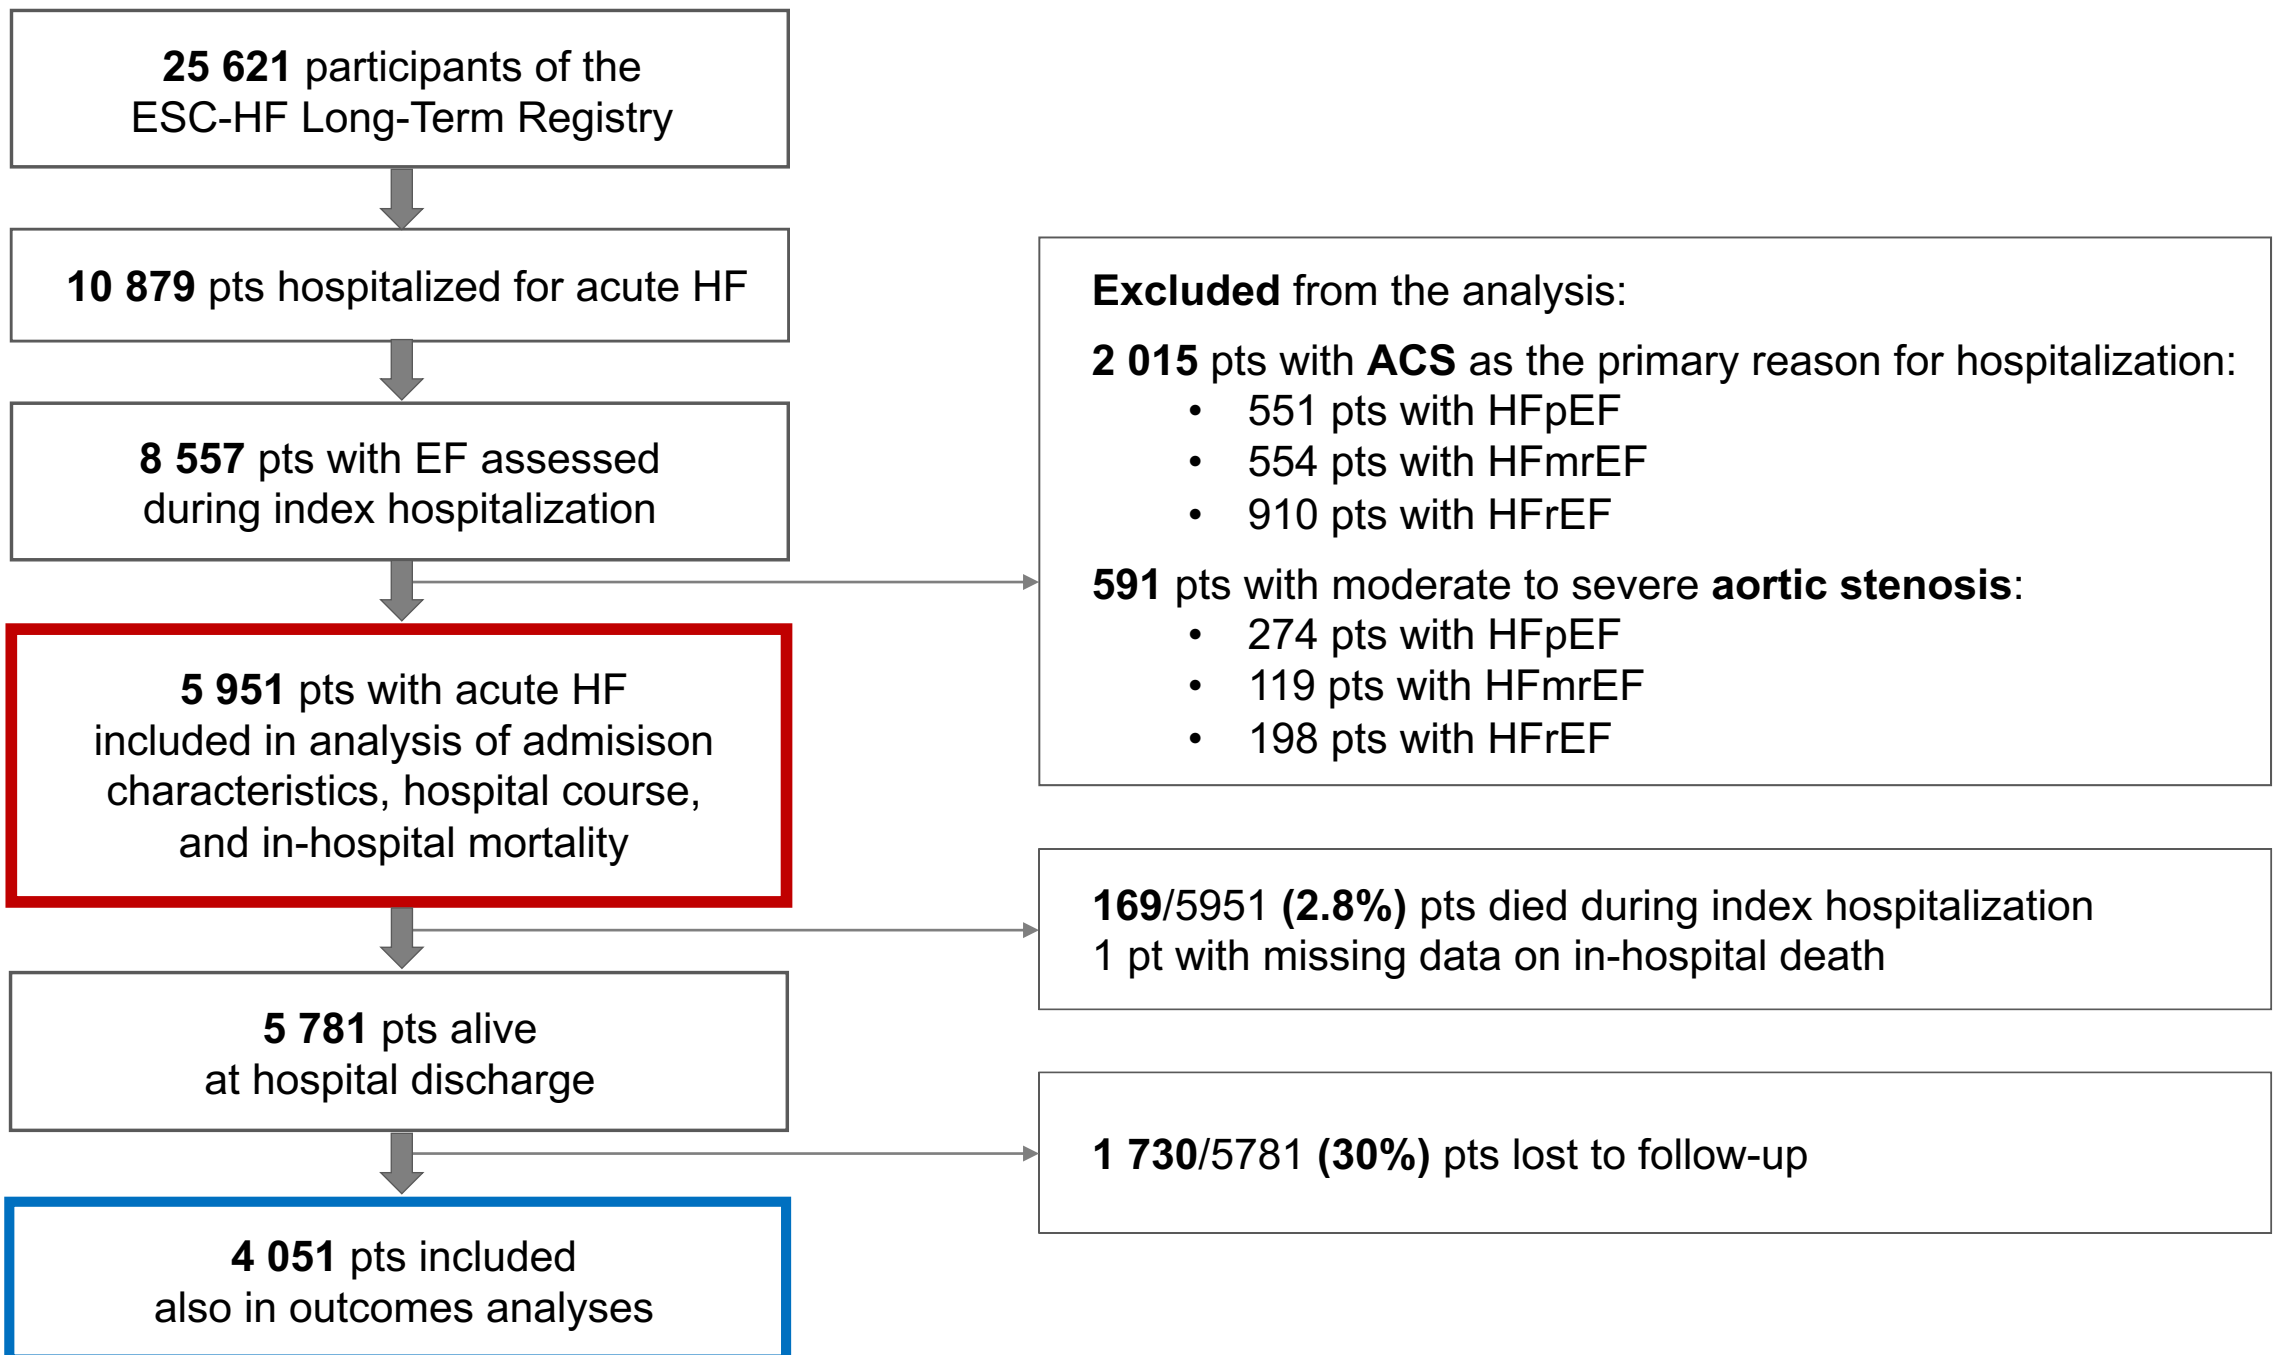 25 621 participants of the
ESC-HF Long-Term Registry
10 879 pts hospitalized for acute HF
8 557 pts with EF assessed
during index hospitalization
Excluded from the analysis:
2 015 pts with ACS as the primary reason for hospitalization:
• 551 pts with HFpEF
• 554 pts with HFmrEF
• 910 pts with HFrEF
591 pts with moderate to severe aortic stenosis:
• 274 pts with HFpEF
• 119 pts with HFmrEF
• 198 pts with HFrEF
5 951 pts with acute HF
included in analysis of admisison
characteristics, hospital course,
and in-hospital mortality
169/5951 (2.8%) pts died during index hospitalization
1 pt with missing data on in-hospital death
5 781 pts alive
at hospital discharge
1 730/5781 (30%) pts lost to follow-up
4 051 pts included
also in outcomes analyses